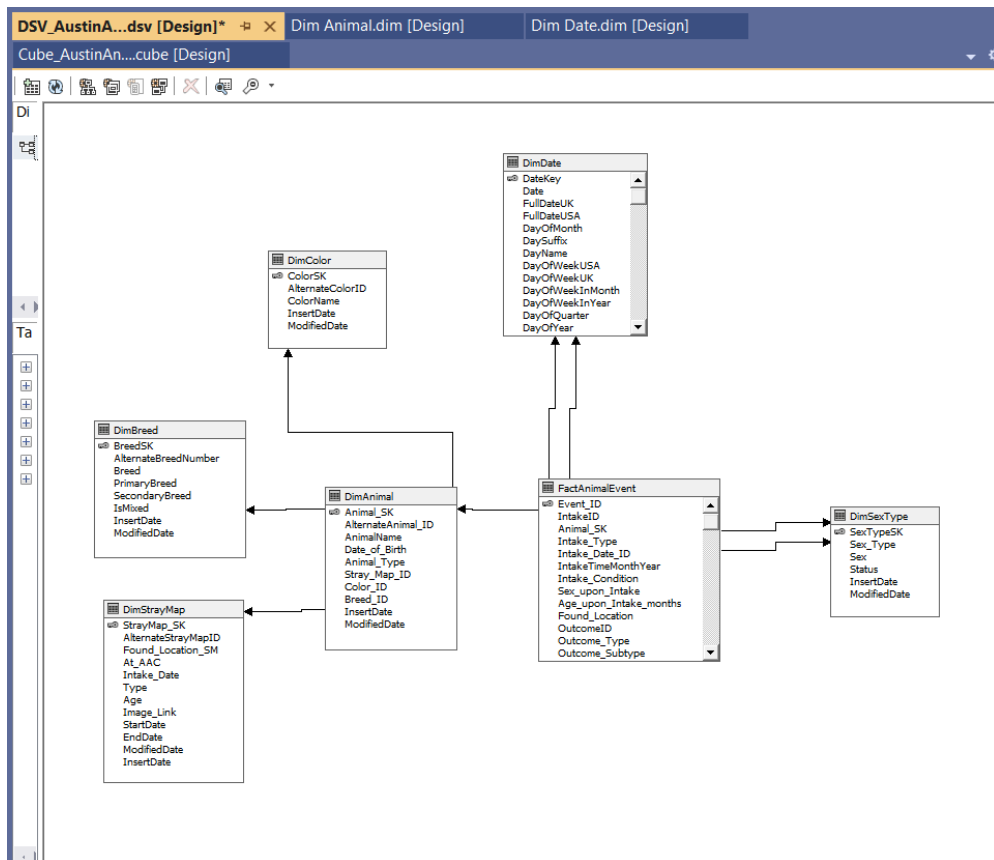 DSV_AustinA...dsv [Design]*
Dim Animal.dim [Design]
Dim Date.dim [Design]
Cube_AustinAn....cube [Design]
Di
Ta
DimDate
DateKey
Date
FullDateUK
FullDateUSA
DayOfMonth
DaySuffix
DayName
DayOfWeekUSA
DayOfWeekUK
DayOfWeekInMonth
DayOfWeekInYear
DayOfQuarter
DayOfYear
DimColor
ColorSK
AlternateColorID
ColorName
InsertDate
ModifiedDate
DimBreed
BreedSK
AlternateBreedNumber
Breed
PrimaryBreed
SecondaryBreed
IsMixed
InsertDate
ModifiedDate
DimAnimal
Animal_SK
AlternateAnimal_ID
AnimalName
Date_of_Birth
Animal_Type
Stray_Map_ID
Color_ID
Breed_ID
InsertDate
ModifiedDate
FactAnimalEvent
Event_ID
IntakeID
Animal_SK
Intake_Type
Intake_Date_ID
IntakeTimeMonthYear
Intake_Condition
Sex_upon_Intake
Age_upon_Intake_months
Found_Location
OutcomeID
Outcome_Type
Outcome_Subtype
DimSexType
SexTypeSK
Sex_Type
Sex
Status
InsertDate
ModifiedDate
DimStrayMap
StrayMap_SK
AlternateStrayMapID
Found_Location_SM
At_AAC
Intake_Date
Type
Age
Image_Link
StartDate
EndDate
ModifiedDate
InsertDate